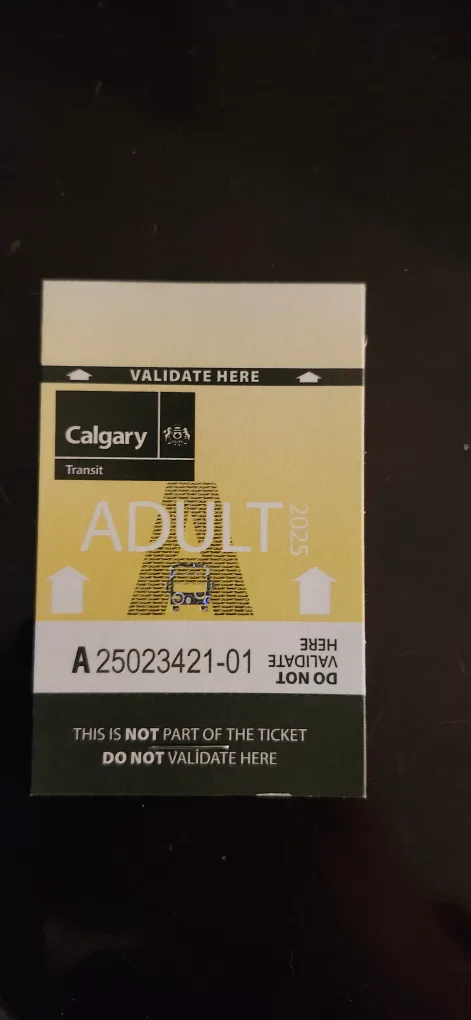 VALIDATE HERE
Calgary
Transit
ADULT
2025
A 25023421-01
DO NOT
VALIDATE
HERE
THIS IS NOT PART OF THE TICKET
DO NOT VALIDATE HERE